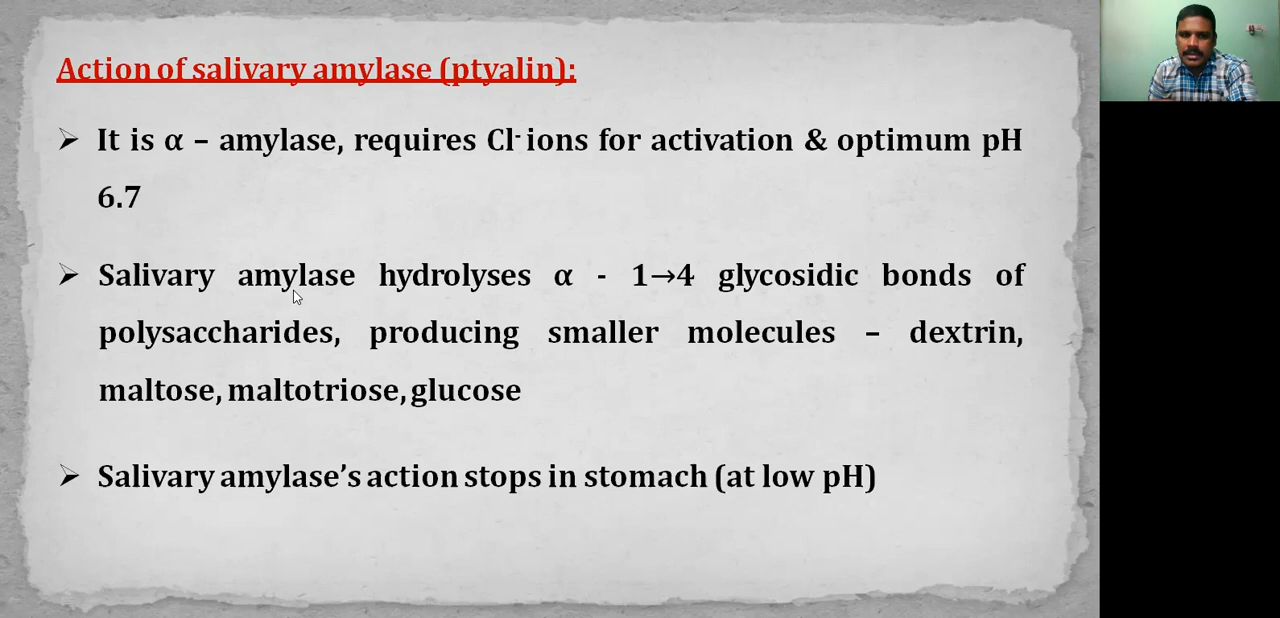 Action of salivary amylase (ptyalin):
➢ It is α – amylase, requires Cl⁻ ions for activation & optimum pH
6.7
➢ Salivary amylase hydrolyses α - 1→4 glycosidic bonds of
polysaccharides, producing smaller molecules – dextrin,
maltose, maltotriose, glucose
➢ Salivary amylase’s action stops in stomach (at low pH)